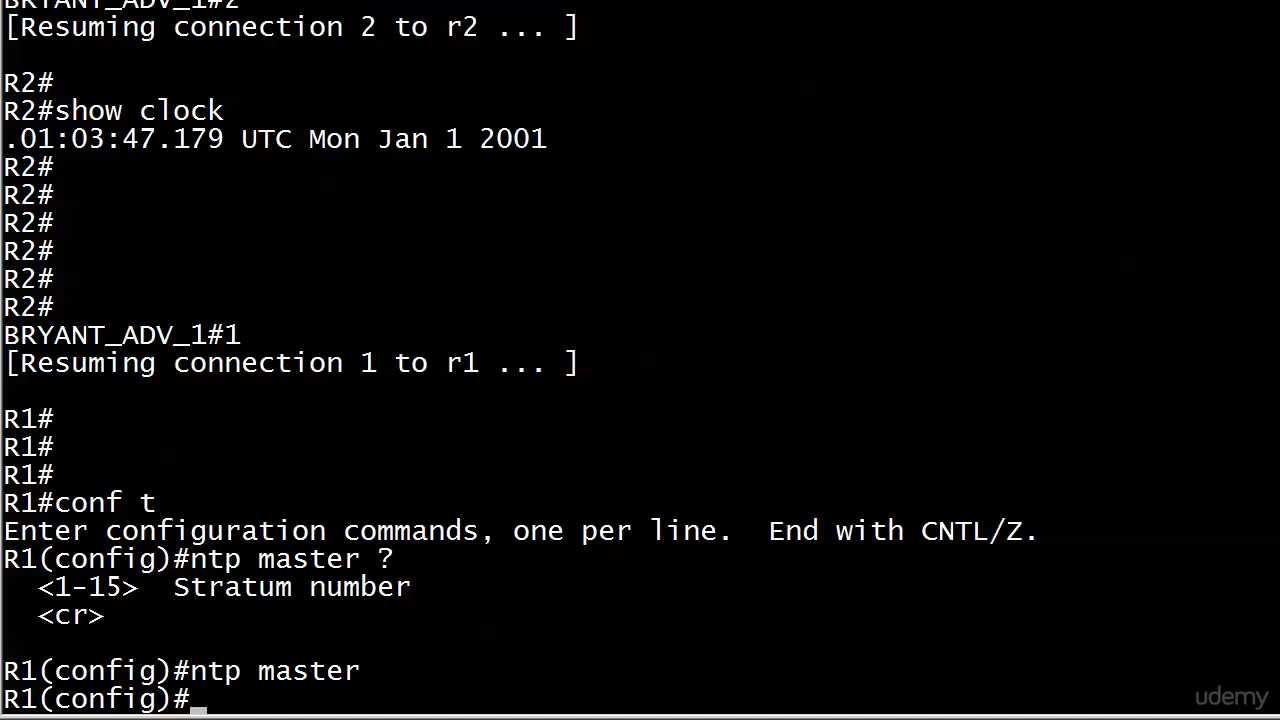 BRYANT_ADV_1#2
[Resuming connection 2 to r2 ... ]
R2#
R2#show clock
.01:03:47.179 UTC Mon Jan 1 2001
R2#
R2#
R2#
R2#
R2#
R2#
BRYANT_ADV_1#1
[Resuming connection 1 to r1 ... ]
R1#
R1#
R1#
R1#conf t
Enter configuration commands, one per line.  End with CNTL/Z.
R1(config)#ntp master ?
  <1-15>  Stratum number
  <cr>
R1(config)#ntp master
R1(config)#_
udemy